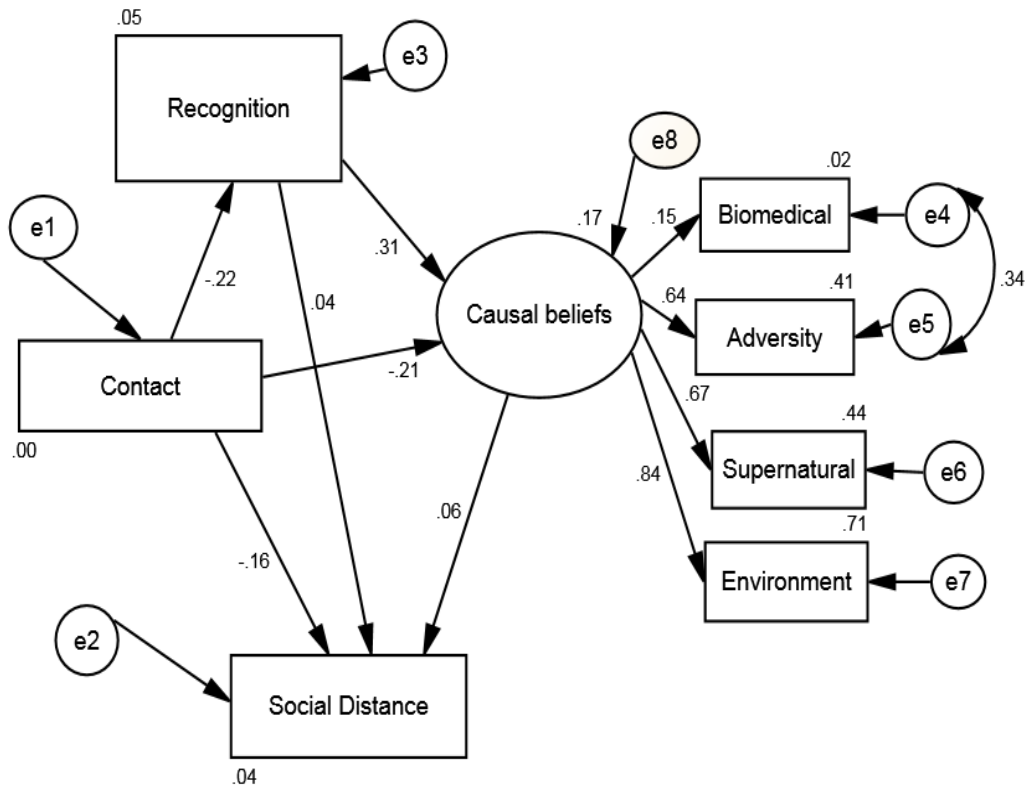 .05
e3
Recognition
e8
.02
.17
.15
Biomedical
e4
e1
.31
-.22
.34
.41
.04
.64
Causal beliefs
e5
Adversity
Contact
-.21
.67
.44
.00
Supernatural
e6
.84
.06
.71
-.16
Environment
e7
e2
Social Distance
.04